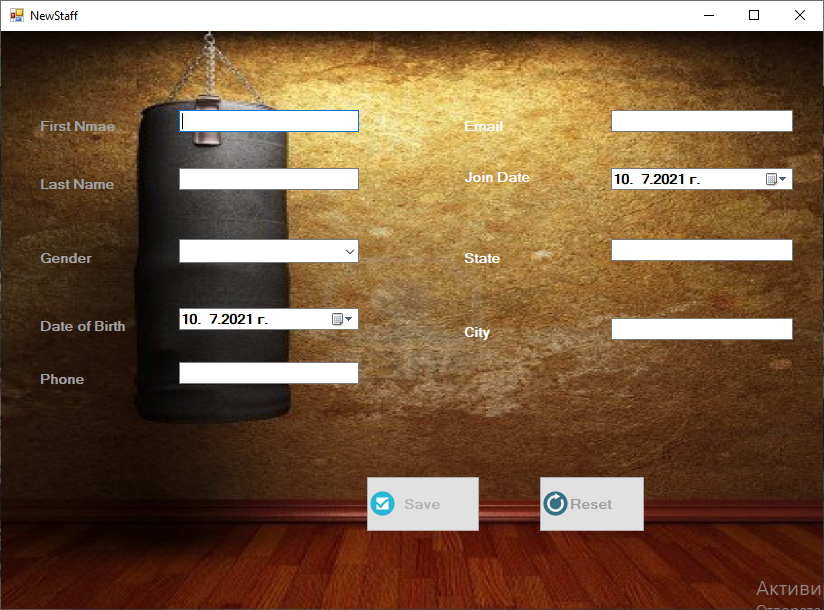 NewStaff
First Nmae
Email
Last Name
Join Date
10. 7.2021 г.
Gender
State
Date of Birth
10. 7.2021 г.
City
Phone
Save
Reset